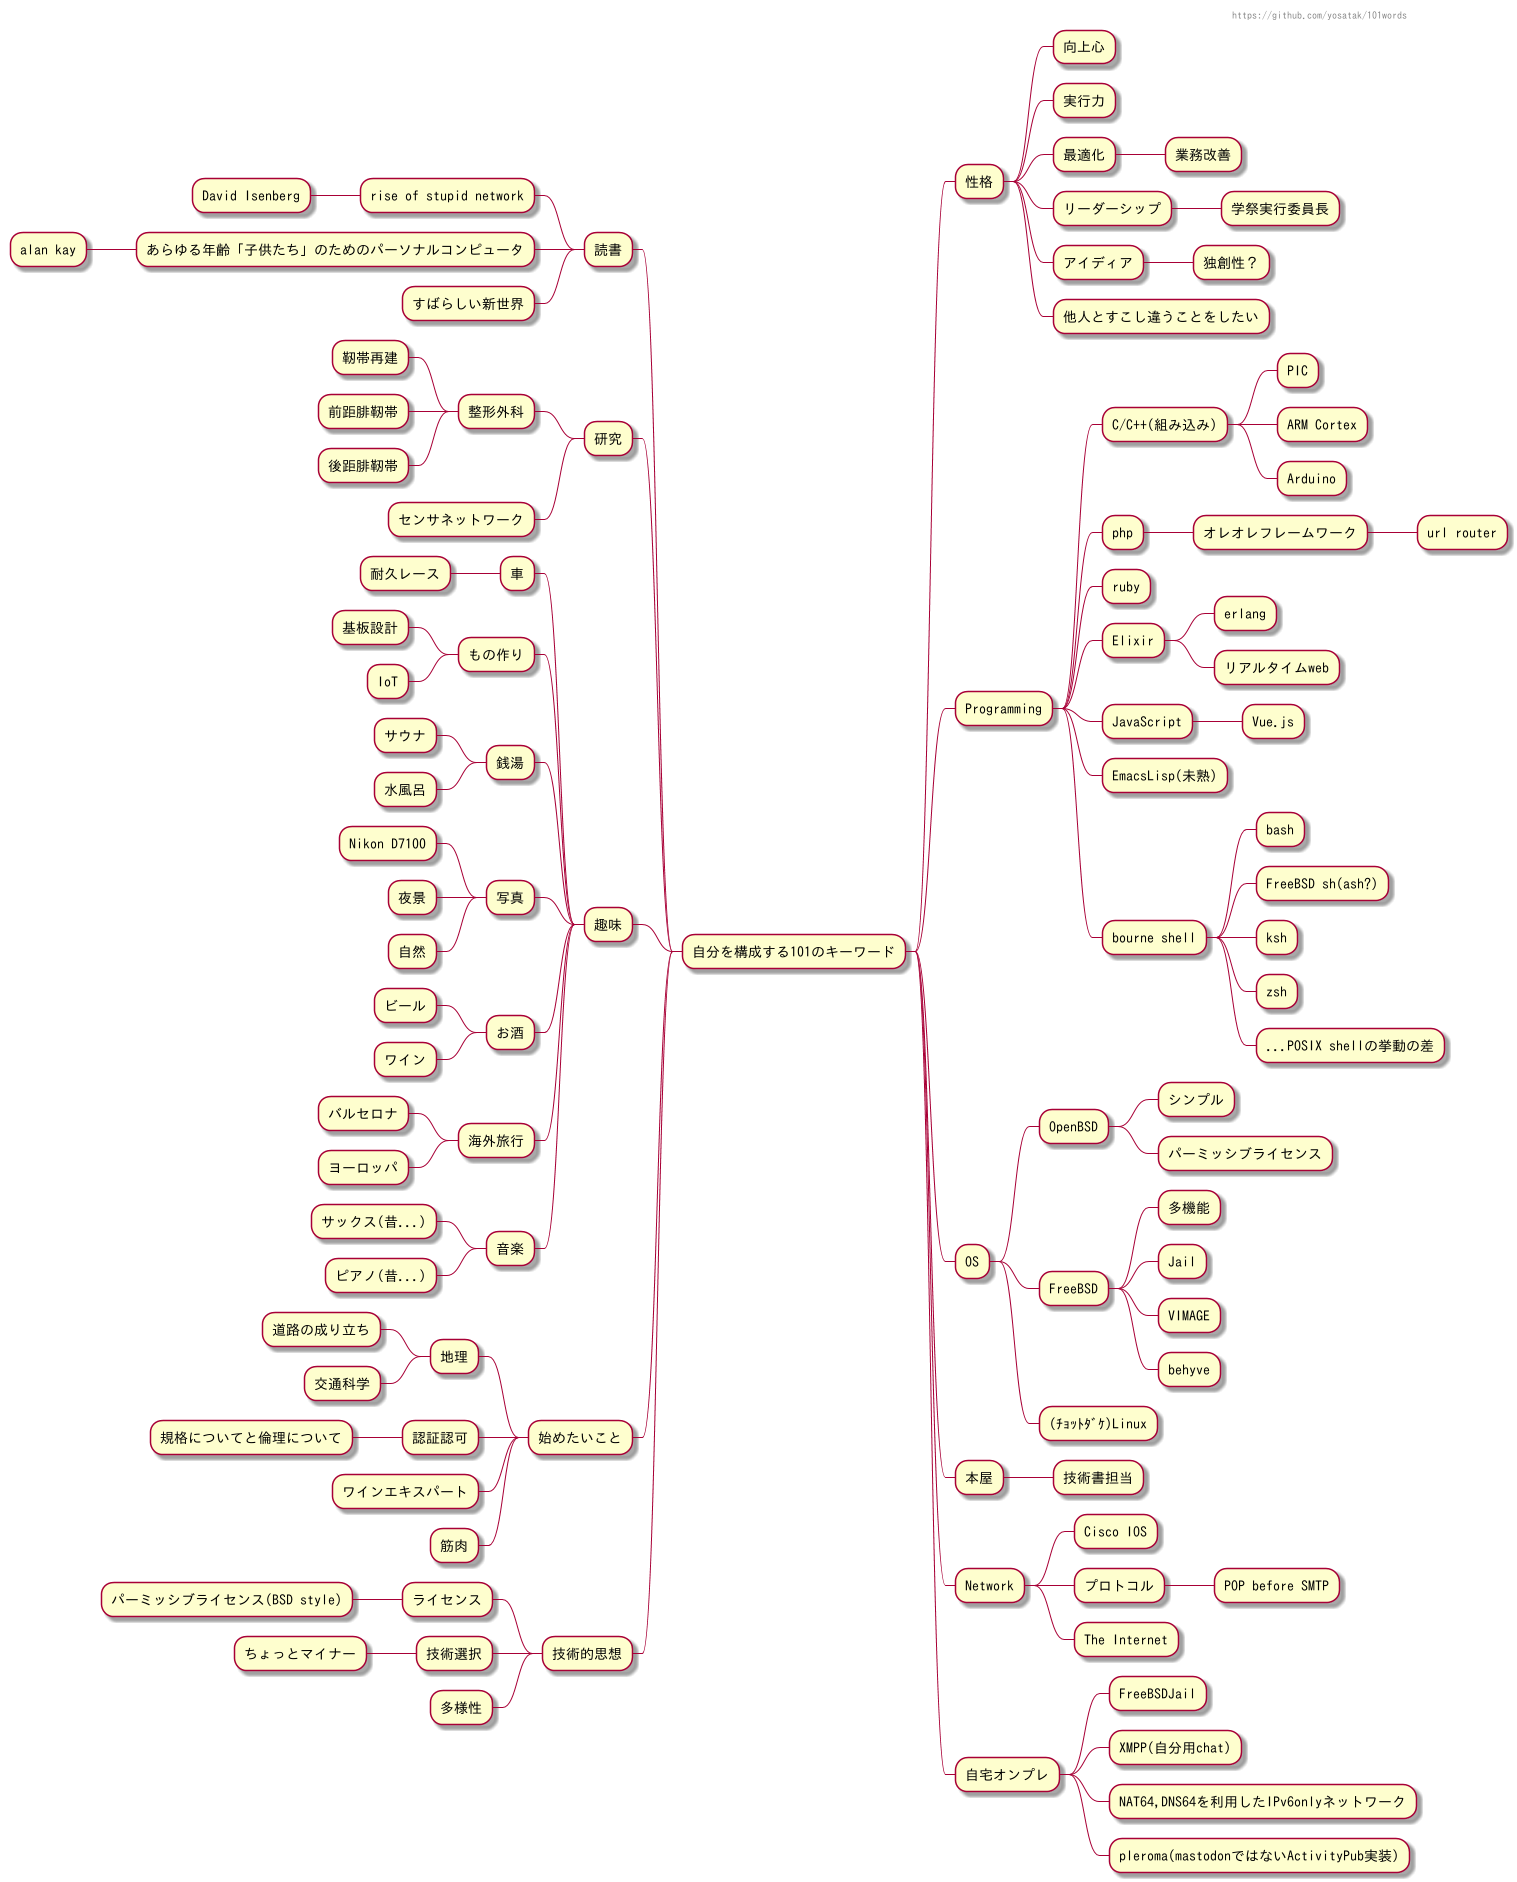 https://github.com/yosatak/101words
自分を構成する101のキーワード
性格
向上心
実行力
最適化
業務改善
リーダーシップ
学祭実行委員長
アイディア
独創性？
他人とすこし違うことをしたい
Programming
C/C++(組み込み)
PIC
ARM Cortex
Arduino
php
オレオレフレームワーク
url router
ruby
Elixir
erlang
リアルタイムweb
JavaScript
Vue.js
EmacsLisp(未熟)
bourne shell
bash
FreeBSD sh(ash?)
ksh
zsh
...POSIX shellの挙動の差
OS
OpenBSD
シンプル
パーミッシブライセンス
FreeBSD
多機能
Jail
VIMAGE
behyve
(ﾁｮｯﾄﾀﾞｹ)Linux
本屋
技術書担当
Network
Cisco IOS
プロトコル
POP before SMTP
The Internet
自宅オンプレ
FreeBSDJail
XMPP(自分用chat)
NAT64,DNS64を利用したIPv6onlyネットワーク
pleroma(mastodonではないActivityPub実装)
読書
rise of stupid network
David Isenberg
あらゆる年齢「子供たち」のためのパーソナルコンピュータ
alan kay
すばらしい新世界
研究
整形外科
靭帯再建
前距腓靭帯
後距腓靭帯
センサネットワーク
趣味
車
耐久レース
もの作り
基板設計
IoT
銭湯
サウナ
水風呂
写真
Nikon D7100
夜景
自然
お酒
ビール
ワイン
海外旅行
バルセロナ
ヨーロッパ
音楽
サックス(昔...)
ピアノ(昔...)
始めたいこと
地理
道路の成り立ち
交通科学
認証認可
規格についてと倫理について
ワインエキスパート
筋肉
技術的思想
ライセンス
パーミッシブライセンス(BSD style)
技術選択
ちょっとマイナー
多様性